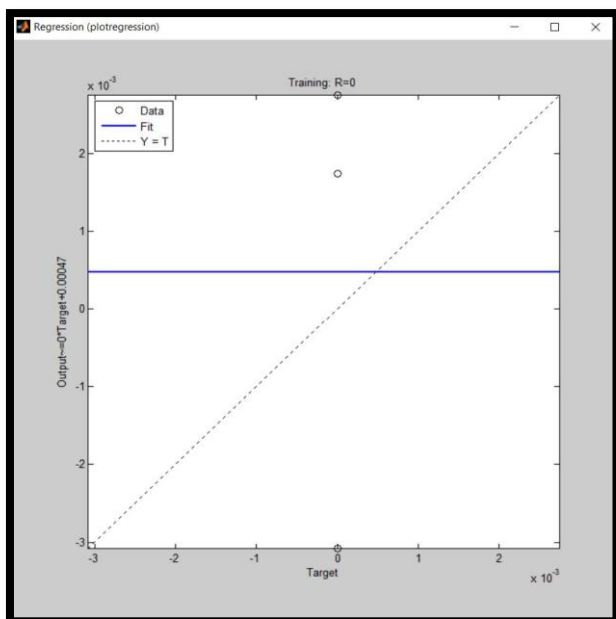 Regression (plotregression)
x 10⁻³
Training: R=0
Data
Fit
Y = T
2
1
0
-1
-2
-3
Output~=0*Target+0.00047
-3
-2
-1
0
1
2
Target
x 10⁻³